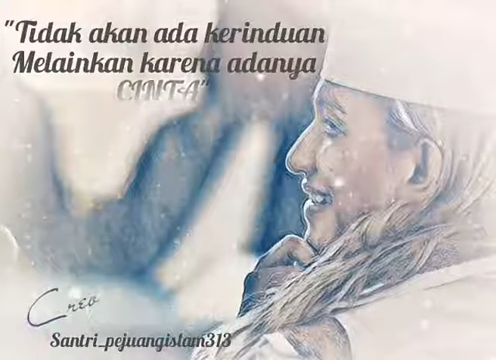 "Tidak akan ada kerinduan
Melainkan karena adanya
CINTA"
Creo
Santri_pejuangislam313